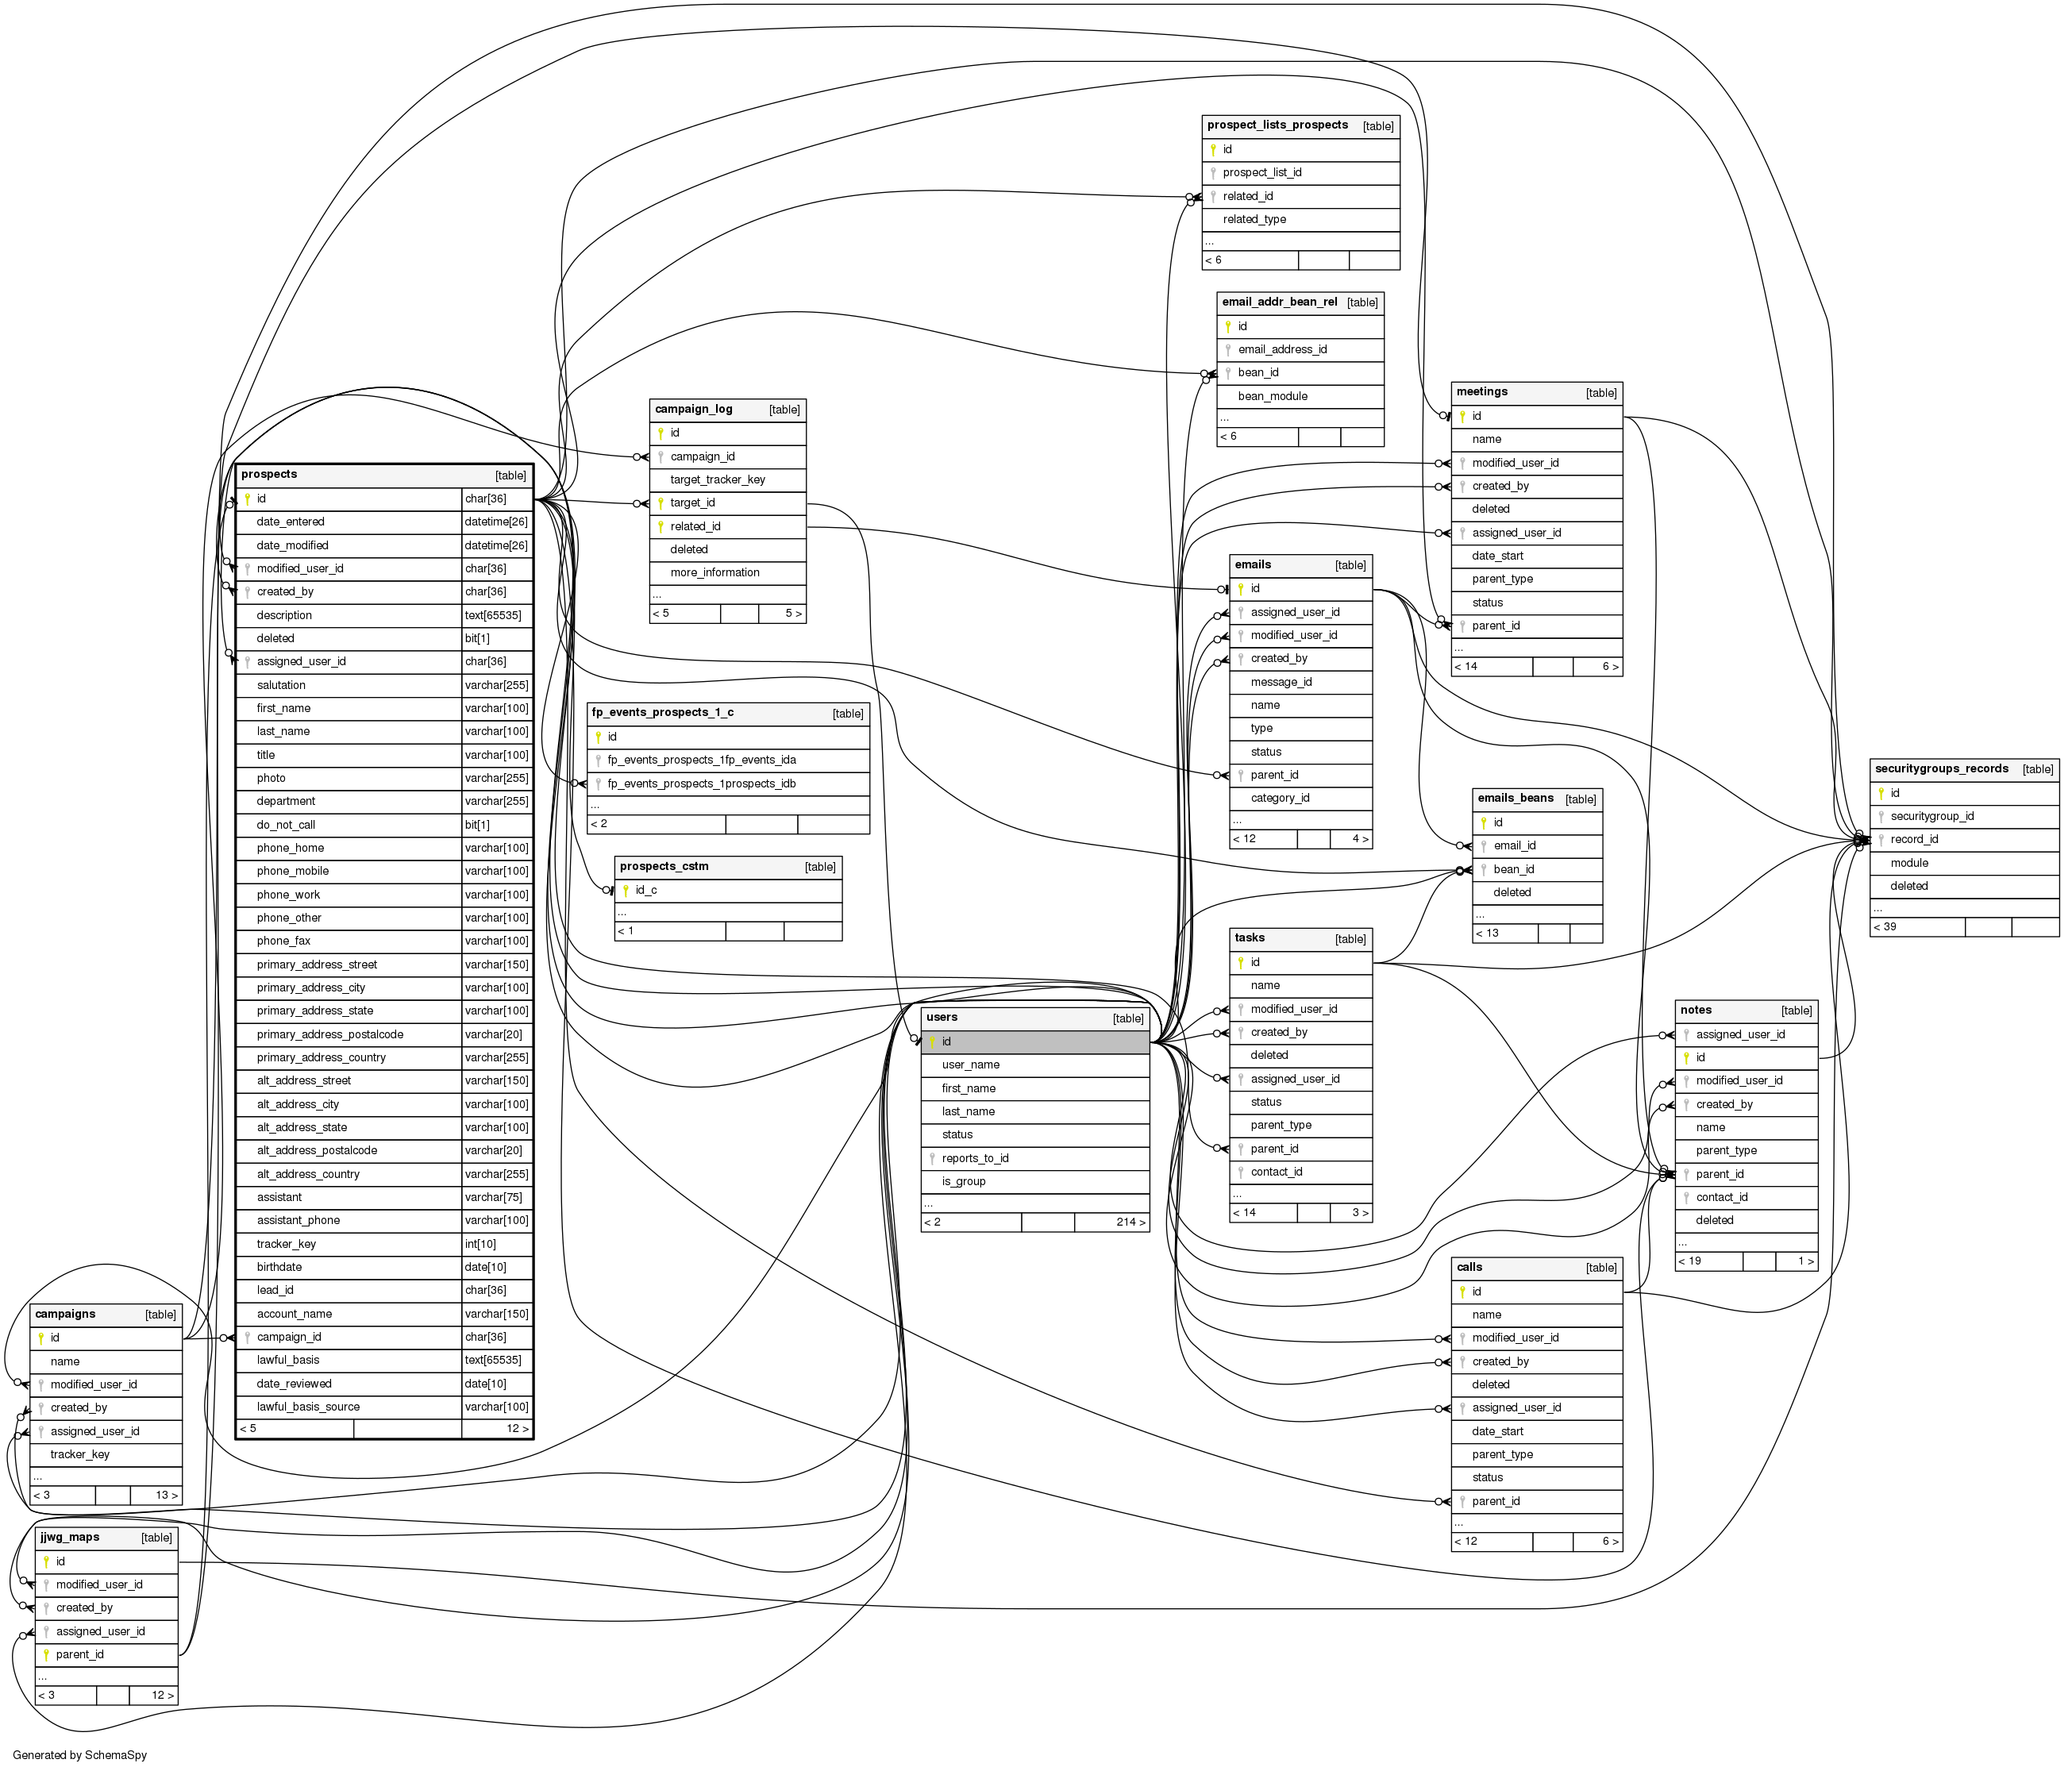 prospect_lists_prospects [table]
id
prospect_list_id
related_id
related_type
...
< 6
email_addr_bean_rel [table]
id
email_address_id
bean_id
bean_module
...
< 6
meetings [table]
id
name
modified_user_id
created_by
deleted
assigned_user_id
date_start
parent_type
status
parent_id
...
< 14 6 >
campaign_log [table]
id
campaign_id
target_tracker_key
target_id
related_id
deleted
more_information
...
< 5 5 >
prospects [table]
id char[36]
date_entered datetime[26]
date_modified datetime[26]
modified_user_id char[36]
created_by char[36]
description text[65535]
deleted bit[1]
assigned_user_id char[36]
salutation varchar[255]
first_name varchar[100]
last_name varchar[100]
title varchar[100]
photo varchar[255]
department varchar[255]
do_not_call bit[1]
phone_home varchar[100]
phone_mobile varchar[100]
phone_work varchar[100]
phone_other varchar[100]
phone_fax varchar[100]
primary_address_street varchar[150]
primary_address_city varchar[100]
primary_address_state varchar[100]
primary_address_postalcode varchar[20]
primary_address_country varchar[255]
alt_address_street varchar[150]
alt_address_city varchar[100]
alt_address_state varchar[100]
alt_address_postalcode varchar[20]
alt_address_country varchar[255]
assistant varchar[75]
assistant_phone varchar[100]
tracker_key int[10]
birthdate date[10]
lead_id char[36]
account_name varchar[150]
campaign_id char[36]
lawful_basis text[65535]
date_reviewed date[10]
lawful_basis_source varchar[100]
< 5 12 >
emails [table]
id
assigned_user_id
modified_user_id
created_by
message_id
name
type
status
parent_id
category_id
...
< 12 4 >
fp_events_prospects_1_c [table]
id
fp_events_prospects_1fp_events_ida
fp_events_prospects_1prospects_idb
...
< 2
securitygroups_records [table]
id
securitygroup_id
record_id
module
deleted
...
< 39
emails_beans [table]
id
email_id
bean_id
deleted
...
< 13
prospects_cstm [table]
id_c
...
< 1
tasks [table]
id
name
modified_user_id
created_by
deleted
assigned_user_id
status
parent_type
parent_id
contact_id
...
< 14 3 >
users [table]
id
user_name
first_name
last_name
status
reports_to_id
is_group
...
< 2 214 >
notes [table]
assigned_user_id
id
modified_user_id
created_by
name
parent_type
parent_id
contact_id
deleted
...
< 19 1 >
calls [table]
id
name
modified_user_id
created_by
deleted
assigned_user_id
date_start
parent_type
status
parent_id
...
< 12 6 >
campaigns [table]
id
name
modified_user_id
created_by
assigned_user_id
tracker_key
...
< 3 13 >
jjwg_maps [table]
id
modified_user_id
created_by
assigned_user_id
parent_id
...
< 3 12 >
Generated by SchemaSpy